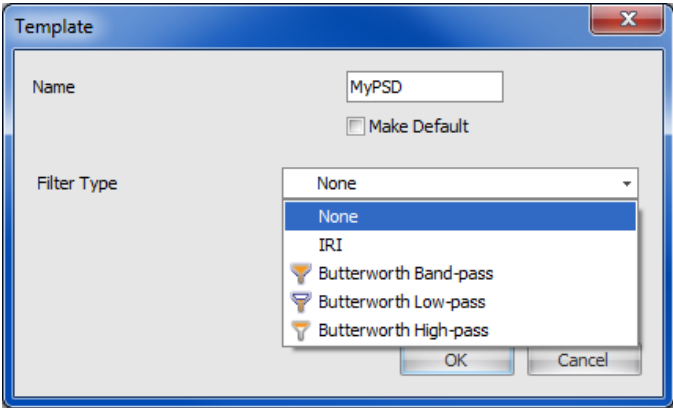 Template
Name
MyPSD
Make Default
Filter Type
None
None
IRI
Butterworth Band-pass
Butterworth Low-pass
Butterworth High-pass
OK
Cancel